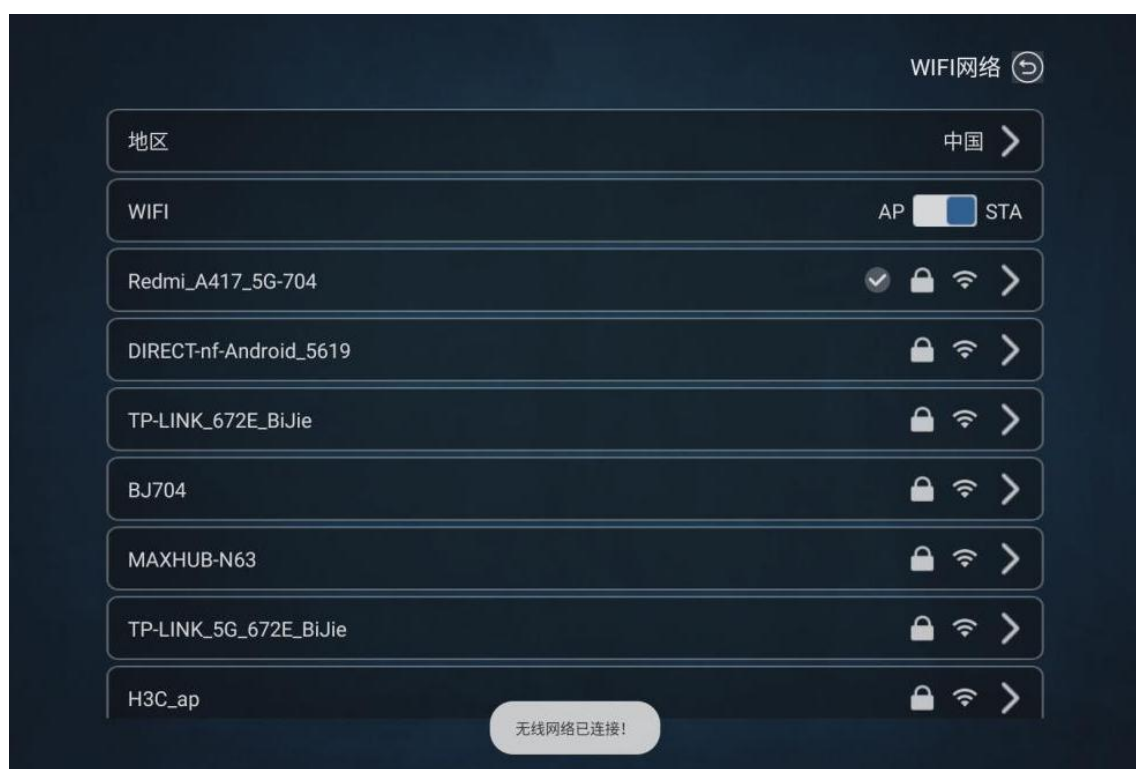 WIFI网络
地区 中国
WIFI AP STA
Redmi_A417_5G-704
DIRECT-nf-Android_5619
TP-LINK_672E_BiJie
BJ704
MAXHUB-N63
TP-LINK_5G_672E_BiJie
H3C_ap
无线网络已连接!